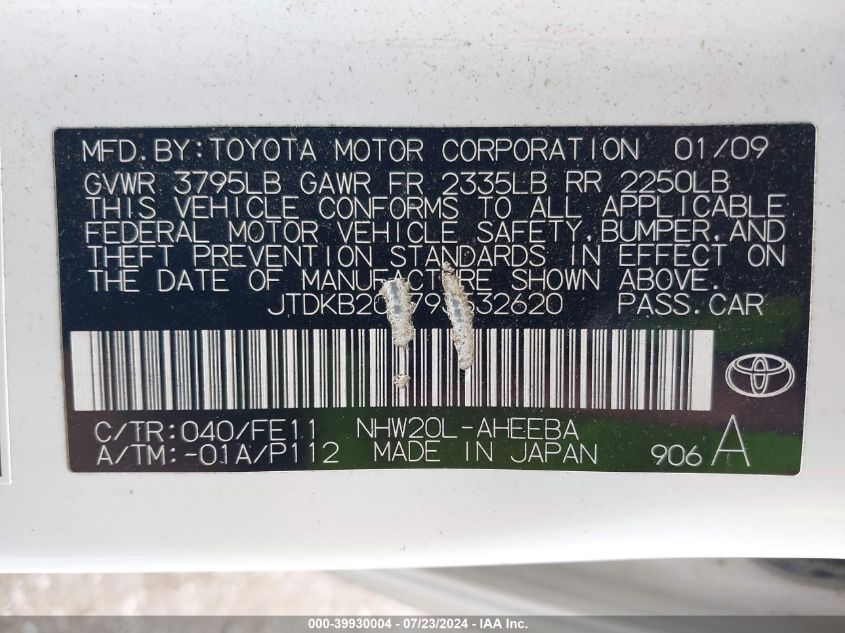 MFD.BY:TOYOTA MOTOR CORPORATION 01/09
GVWR 3795LB GAWR FR 2335LB RR 2250LB
THIS VEHICLE CONFORMS TO ALL APPLICABLE
FEDERAL MOTOR VEHICLE SAFETY,BUMPER,AND
THEFT PREVENTION STANDARDS IN EFFECT ON
THE DATE OF MANUFACTURE SHOWN ABOVE.
PASS.CAR
C/TR:040/FE11 NHW20L-AHEEBA
A/TM:-01A/P112 MADE IN JAPAN 906 A
000-39930004 - 07/23/2024 - IAA Inc.